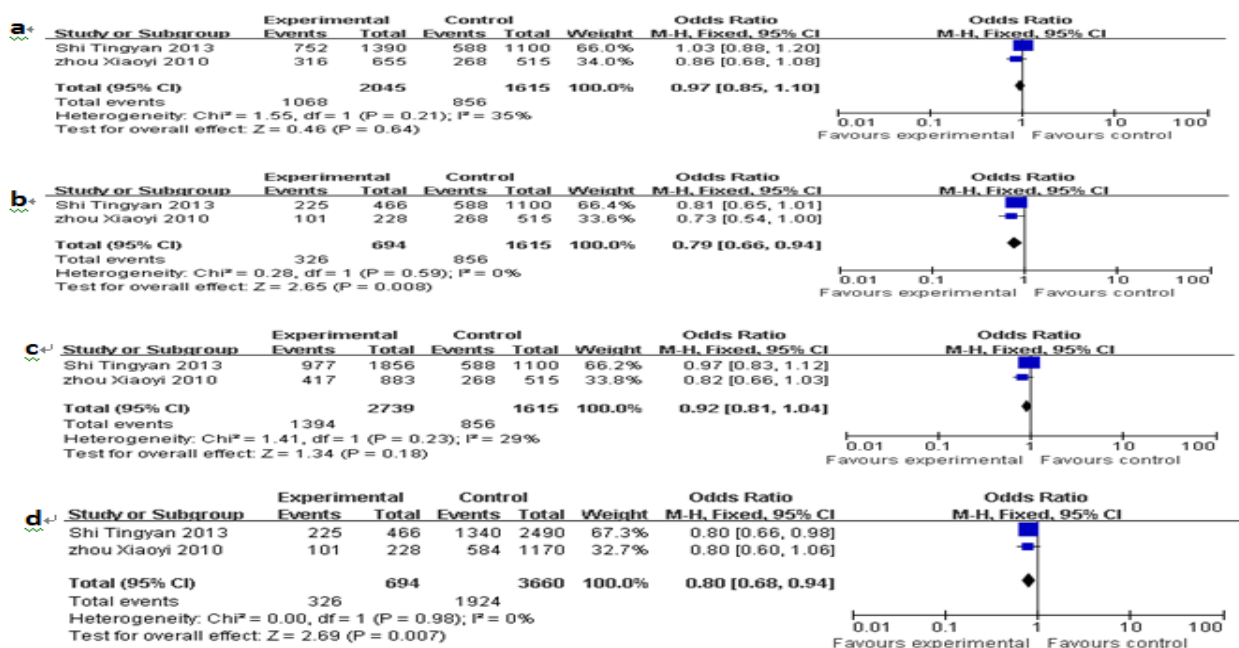 a
Experimental Control Odds Ratio Odds Ratio
Study or Subgroup Events Total Events Total Weight M-H, Fixed, 95% CI M-H, Fixed, 95% CI
Shi Tingyan 2013 752 1390 588 1100 66.0% 1.03 [0.88, 1.20]
zhou Xiaoyi 2010 316 655 268 515 34.0% 0.86 [0.68, 1.08]
Total (95% CI) 2045 1615 100.0% 0.97 [0.85, 1.10]
Total events 1068 856
Heterogeneity: Chi² = 1.55, df = 1 (P = 0.21); I² = 35%
Test for overall effect: Z = 0.46 (P = 0.64)
0.01 0.1 1 10 100
Favours experimental Favours control
b
Experimental Control Odds Ratio Odds Ratio
Study or Subgroup Events Total Events Total Weight M-H, Fixed, 95% CI M-H, Fixed, 95% CI
Shi Tingyan 2013 225 466 588 1100 66.4% 0.81 [0.65, 1.01]
zhou Xiaoyi 2010 101 228 268 515 33.6% 0.73 [0.54, 1.00]
Total (95% CI) 694 1615 100.0% 0.79 [0.66, 0.94]
Total events 326 856
Heterogeneity: Chi² = 0.28, df = 1 (P = 0.59); I² = 0%
Test for overall effect: Z = 2.65 (P = 0.008)
0.01 0.1 1 10 100
Favours experimental Favours control
c
Experimental Control Odds Ratio Odds Ratio
Study or Subgroup Events Total Events Total Weight M-H, Fixed, 95% CI M-H, Fixed, 95% CI
Shi Tingyan 2013 977 1856 588 1100 66.2% 0.97 [0.83, 1.12]
zhou Xiaoyi 2010 417 883 268 515 33.8% 0.82 [0.66, 1.03]
Total (95% CI) 2739 1615 100.0% 0.92 [0.81, 1.04]
Total events 1394 856
Heterogeneity: Chi² = 1.41, df = 1 (P = 0.23); I² = 29%
Test for overall effect: Z = 1.34 (P = 0.18)
0.01 0.1 1 10 100
Favours experimental Favours control
d
Experimental Control Odds Ratio Odds Ratio
Study or Subgroup Events Total Events Total Weight M-H, Fixed, 95% CI M-H, Fixed, 95% CI
Shi Tingyan 2013 225 466 1340 2490 67.3% 0.80 [0.66, 0.98]
zhou Xiaoyi 2010 101 228 584 1170 32.7% 0.80 [0.60, 1.06]
Total (95% CI) 694 3660 100.0% 0.80 [0.68, 0.94]
Total events 326 1924
Heterogeneity: Chi² = 0.00, df = 1 (P = 0.98); I² = 0%
Test for overall effect: Z = 2.69 (P = 0.007)
0.01 0.1 1 10 100
Favours experimental Favours control